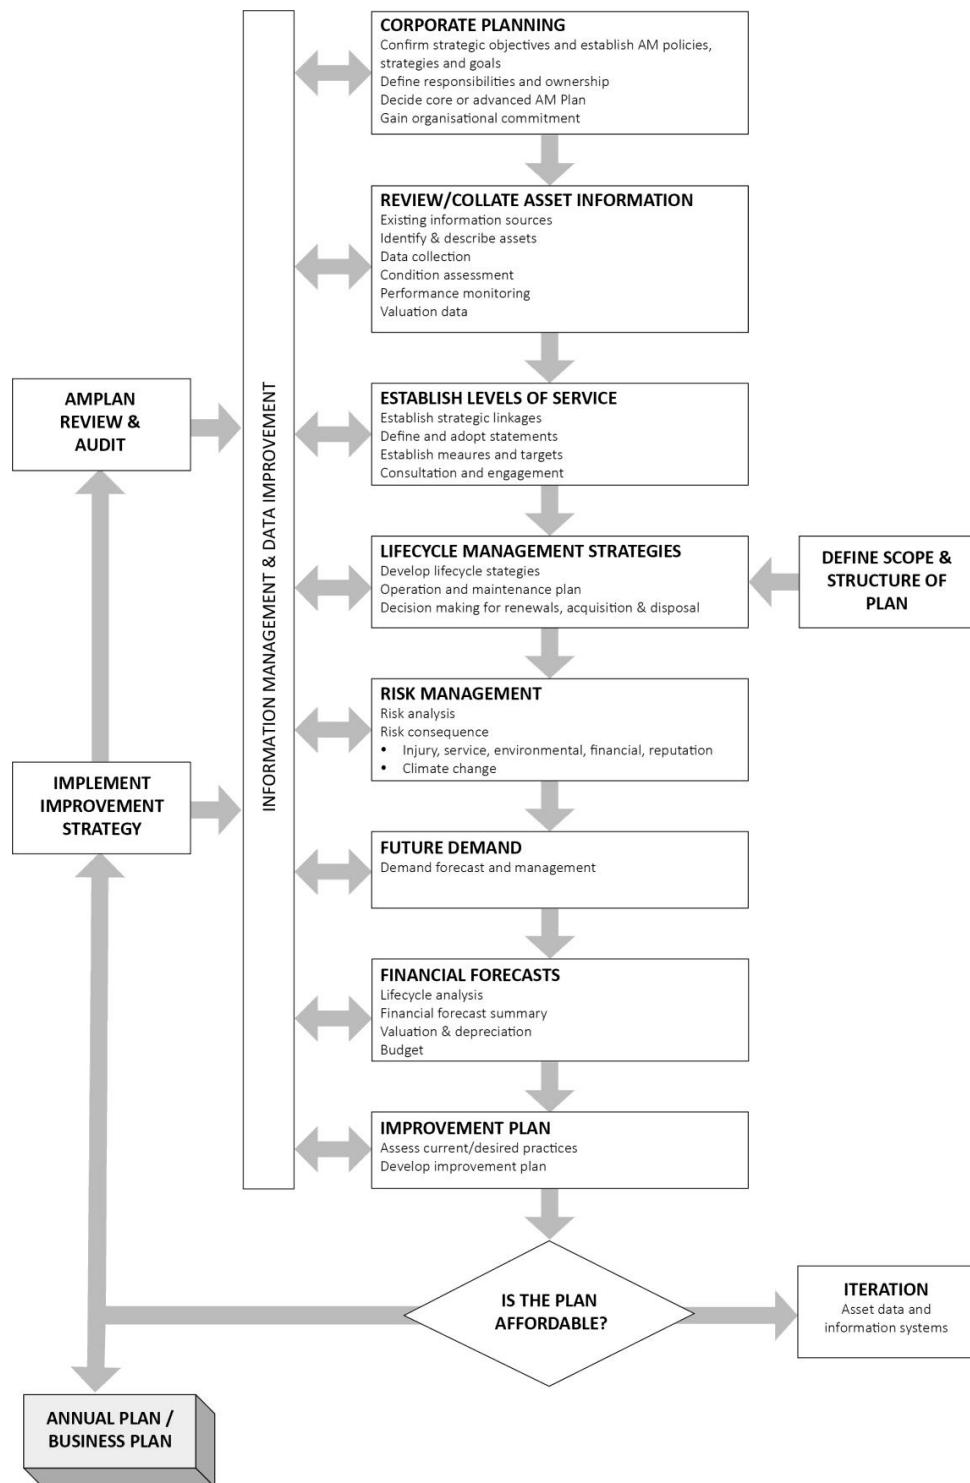 CORPORATE PLANNING
Confirm strategic objectives and establish AM policies,
strategies and goals
Define responsibilities and ownership
Decide core or advanced AM Plan
Gain organisational commitment
REVIEW/COLLATE ASSET INFORMATION
Existing information sources
Identify & describe assets
Data collection
Condition assessment
Performance monitoring
Valuation data
AMPLAN
REVIEW &
AUDIT
INFORMATION MANAGEMENT & DATA IMPROVEMENT
ESTABLISH LEVELS OF SERVICE
Establish strategic linkages
Define and adopt statements
Establish measures and targets
Consultation and engagement
LIFECYCLE MANAGEMENT STRATEGIES
Develop lifecycle stategies
Operation and maintenance plan
Decision making for renewals, acquisition & disposal
DEFINE SCOPE &
STRUCTURE OF
PLAN
RISK MANAGEMENT
Risk analysis
Risk consequence
• Injury, service, environmental, financial, reputation
• Climate change
IMPLEMENT
IMPROVEMENT
STRATEGY
FUTURE DEMAND
Demand forecast and management
FINANCIAL FORECASTS
Lifecycle analysis
Financial forecast summary
Valuation & depreciation
Budget
IMPROVEMENT PLAN
Assess current/desired practices
Develop improvement plan
IS THE PLAN
AFFORDABLE?
ITERATION
Asset data and
information systems
ANNUAL PLAN /
BUSINESS PLAN